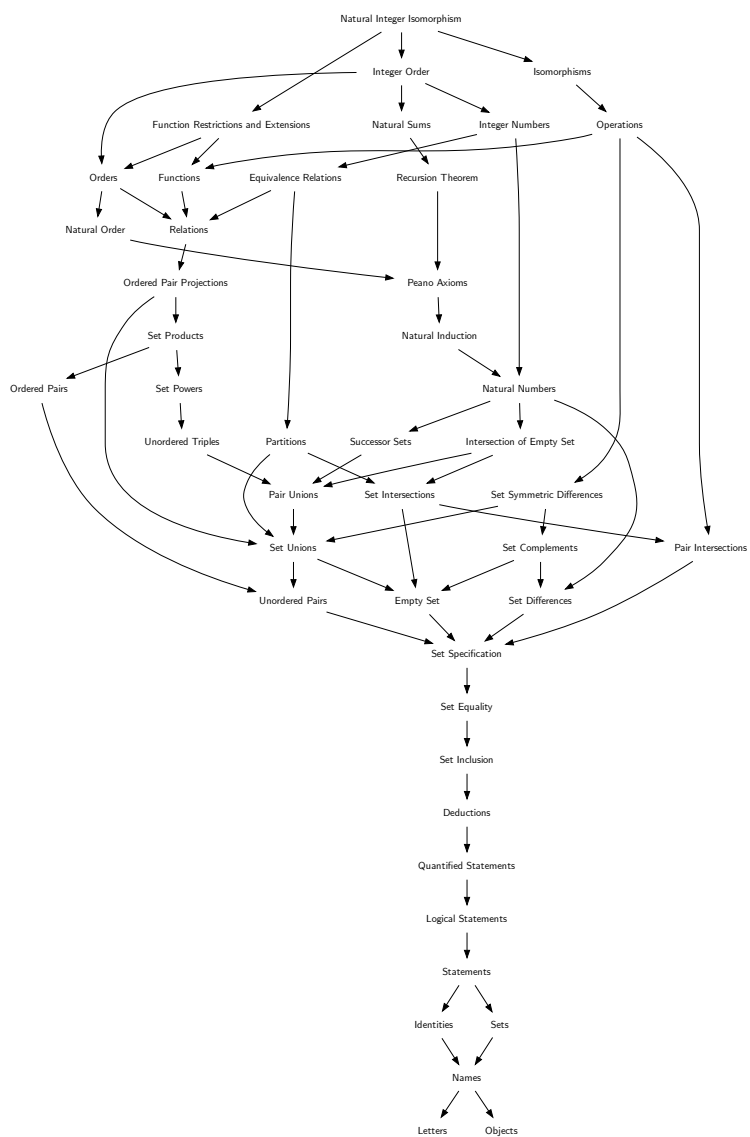 Natural Integer Isomorphism
Integer Order
Isomorphisms
Function Restrictions and Extensions
Natural Sums
Integer Numbers
Operations
Orders
Functions
Equivalence Relations
Recursion Theorem
Natural Order
Relations
Ordered Pair Projections
Peano Axioms
Set Products
Natural Induction
Ordered Pairs
Set Powers
Natural Numbers
Unordered Triples
Partitions
Successor Sets
Intersection of Empty Set
Pair Unions
Set Intersections
Set Symmetric Differences
Set Unions
Set Complements
Pair Intersections
Unordered Pairs
Empty Set
Set Differences
Set Specification
Set Equality
Set Inclusion
Deductions
Quantified Statements
Logical Statements
Statements
Identities
Sets
Names
Letters
Objects